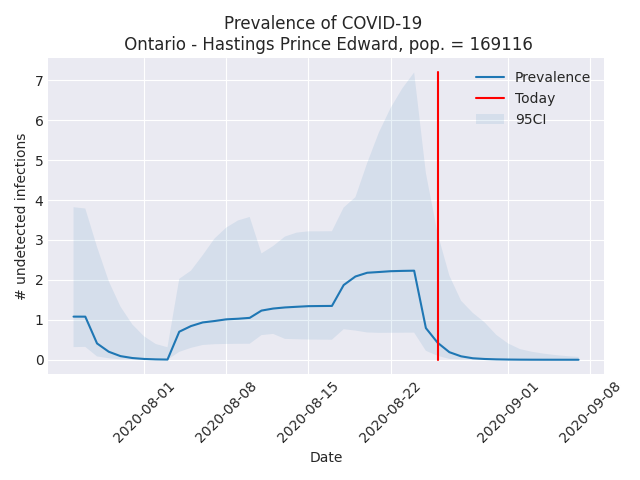 Prevalence of COVID-19
Ontario - Hastings Prince Edward, pop. = 169116
Prevalence
Today
95CI
# undetected infections
7
6
5
4
3
2
1
0
2020-08-01
2020-08-08
2020-08-15
2020-08-22
2020-09-01
2020-09-08
Date